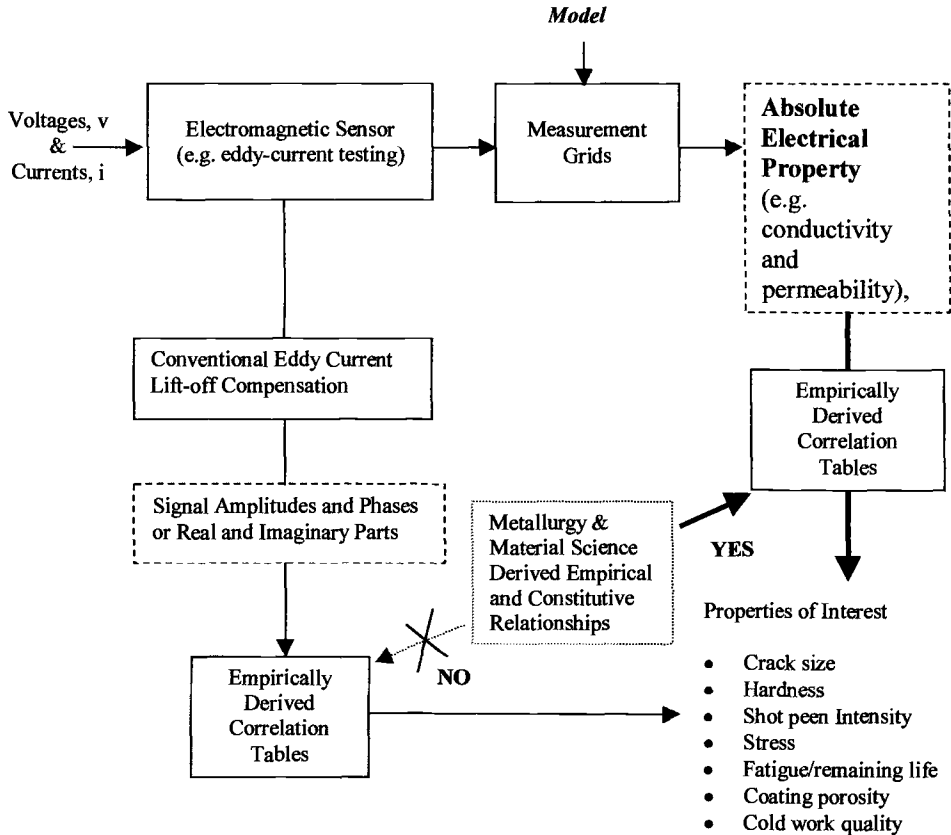 Model
Voltages, v
&
Currents, i
Electromagnetic Sensor
(e.g. eddy-current testing)
Measurement
Grids
Absolute
Electrical
Property
(e.g.
conductivity
and
permeability),
Conventional Eddy Current
Lift-off Compensation
Empirically
Derived
Correlation
Tables
Signal Amplitudes and Phases
or Real and Imaginary Parts
Metallurgy &
Material Science
Derived Empirical
and Constitutive
Relationships
YES
NO
Empirically
Derived
Correlation
Tables
Properties of Interest
• Crack size
• Hardness
• Shot peen Intensity
• Stress
• Fatigue/remaining life
• Coating porosity
• Cold work quality